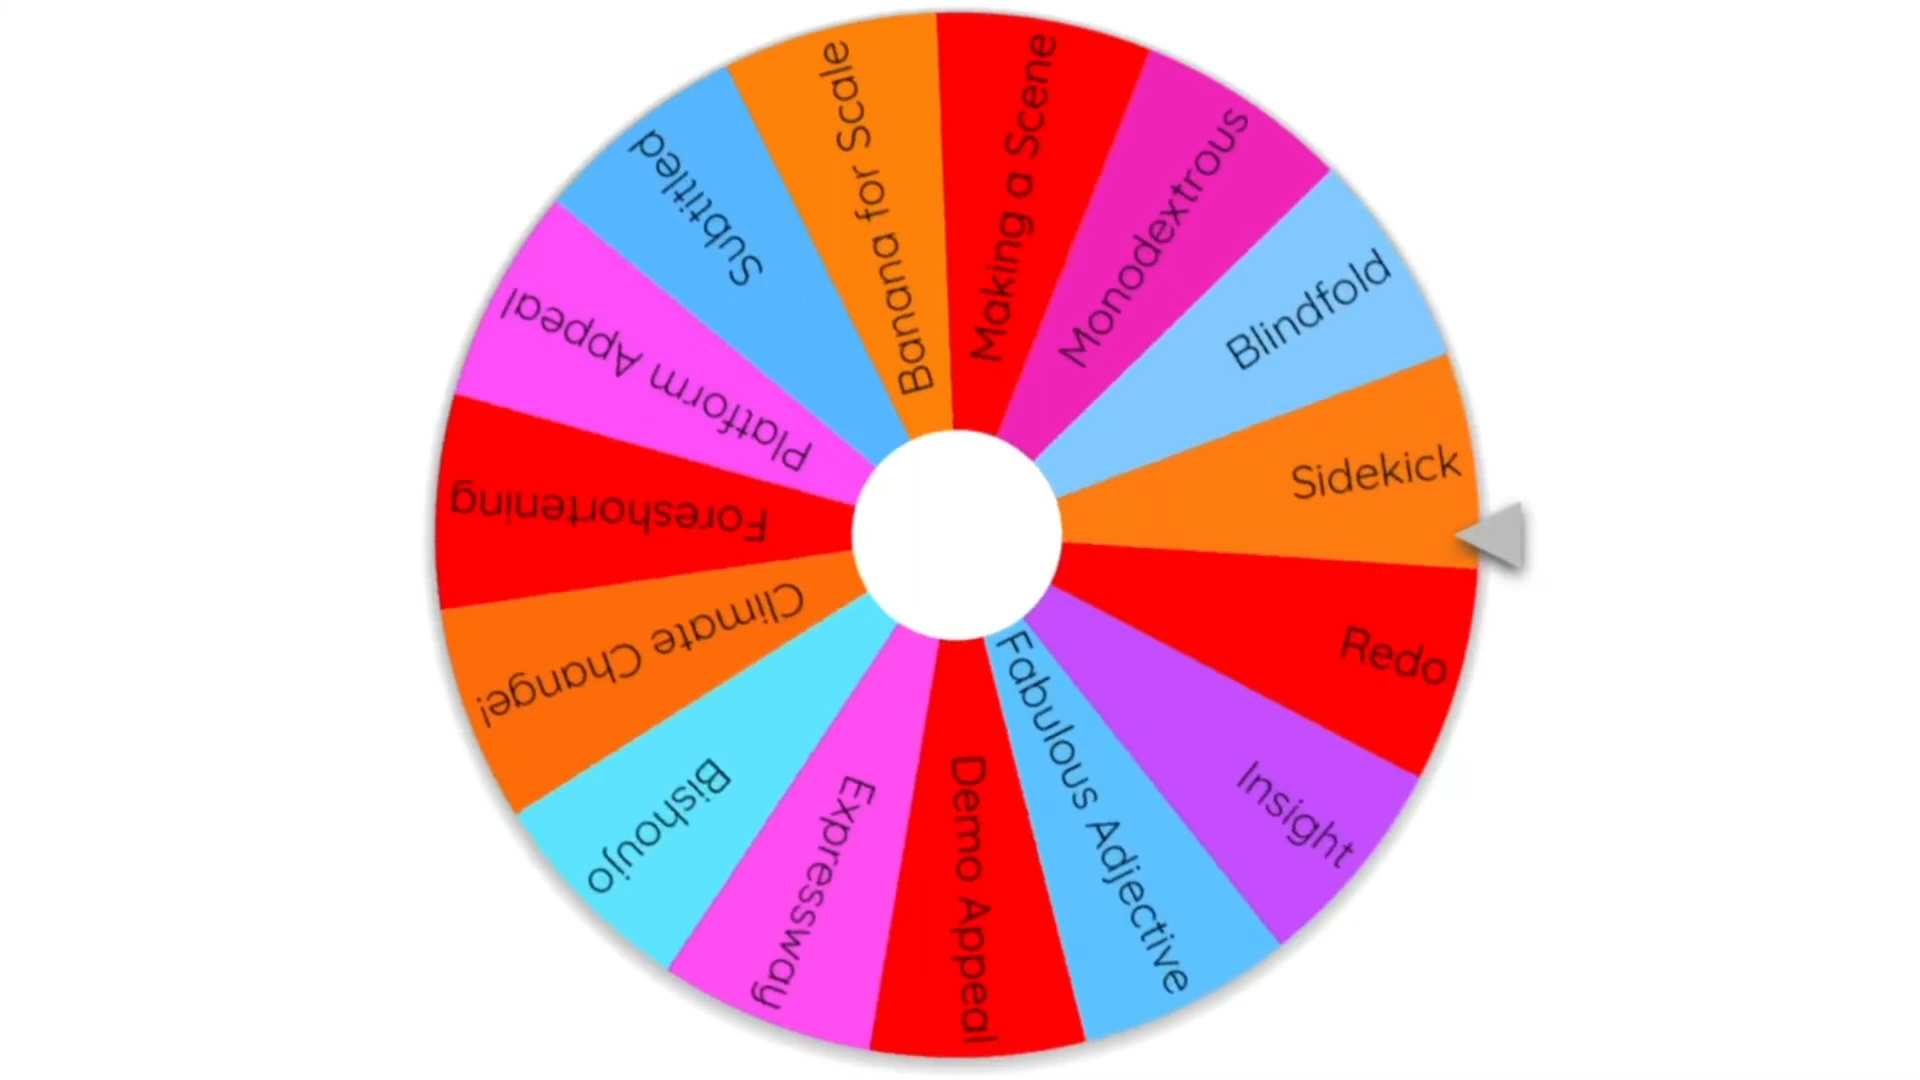 Making a Scene
Monodextrous
Blindfold
Sidekick
Redo
Insight
Fabulous Adjective
Demo Appeal
Expressway
Bishoujo
Climate Change!
Foreshortening
Platform Appeal
Subtitled
Banana for Scale